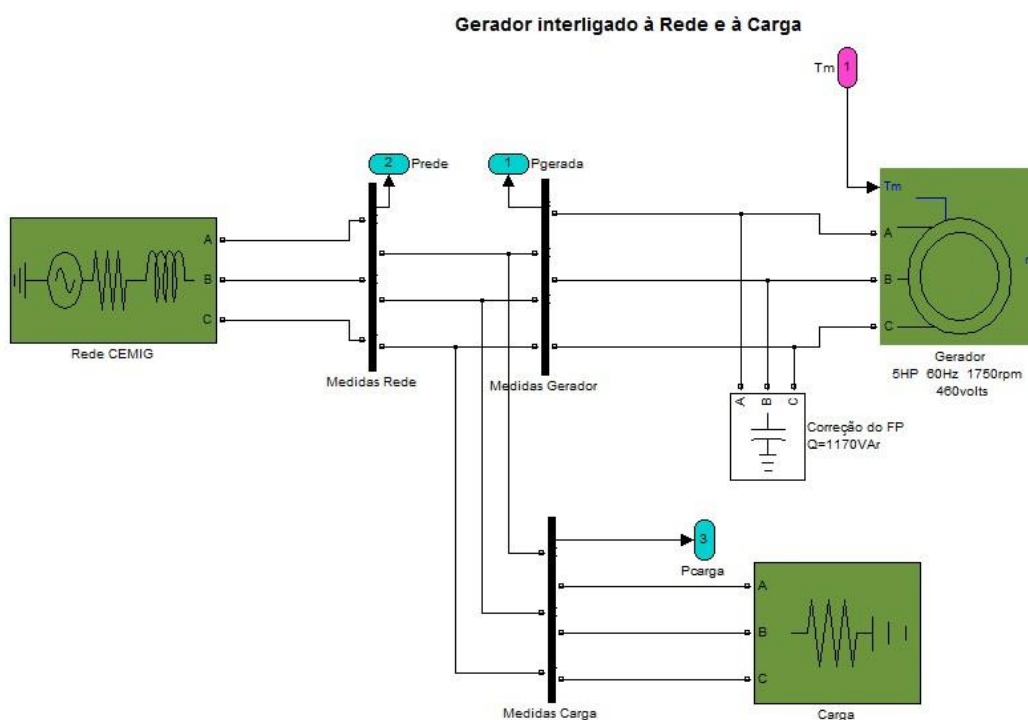 Gerador interligado à Rede e à Carga
Tm 1
2 Prede
1 Pgerada
Tm
A
B
C
Rede CEMIG
Medidas Rede
Medidas Gerador
A
B
C
Gerador
5HP 60Hz 1750rpm
460volts
A B C
Correção do FP
Q=1170VAr
3
Pcarga
A
B
C
Medidas Carga
Carga